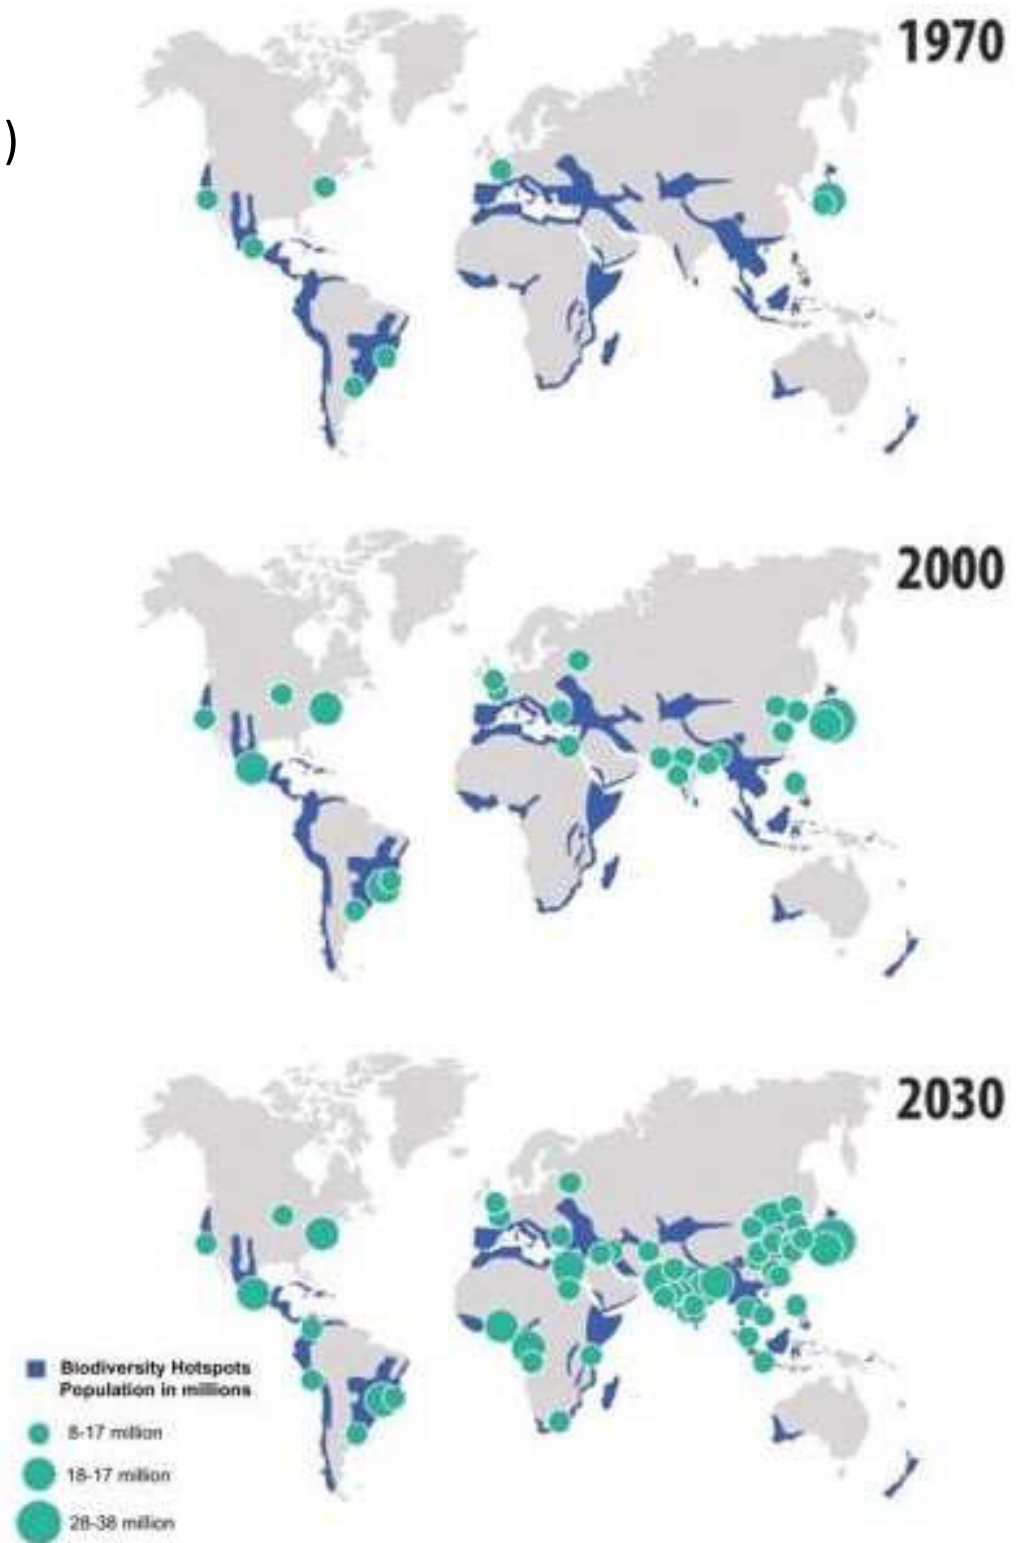 )
1970
2000
2030
Biodiversity Hotspots
Population in millions
8-17 million
18-17 million
28-38 million